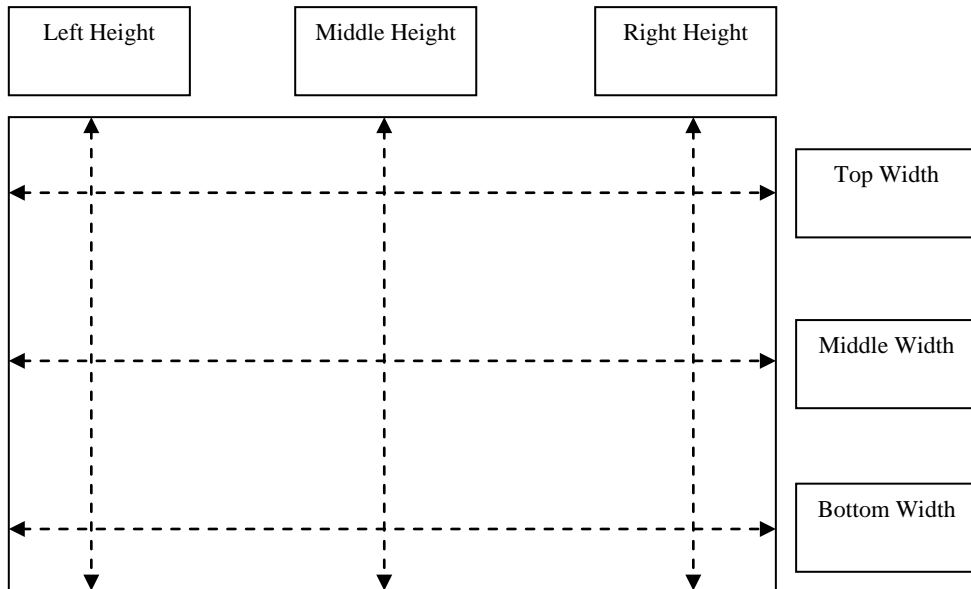 Left Height
Middle Height
Right Height
Top Width
Middle Width
Bottom Width